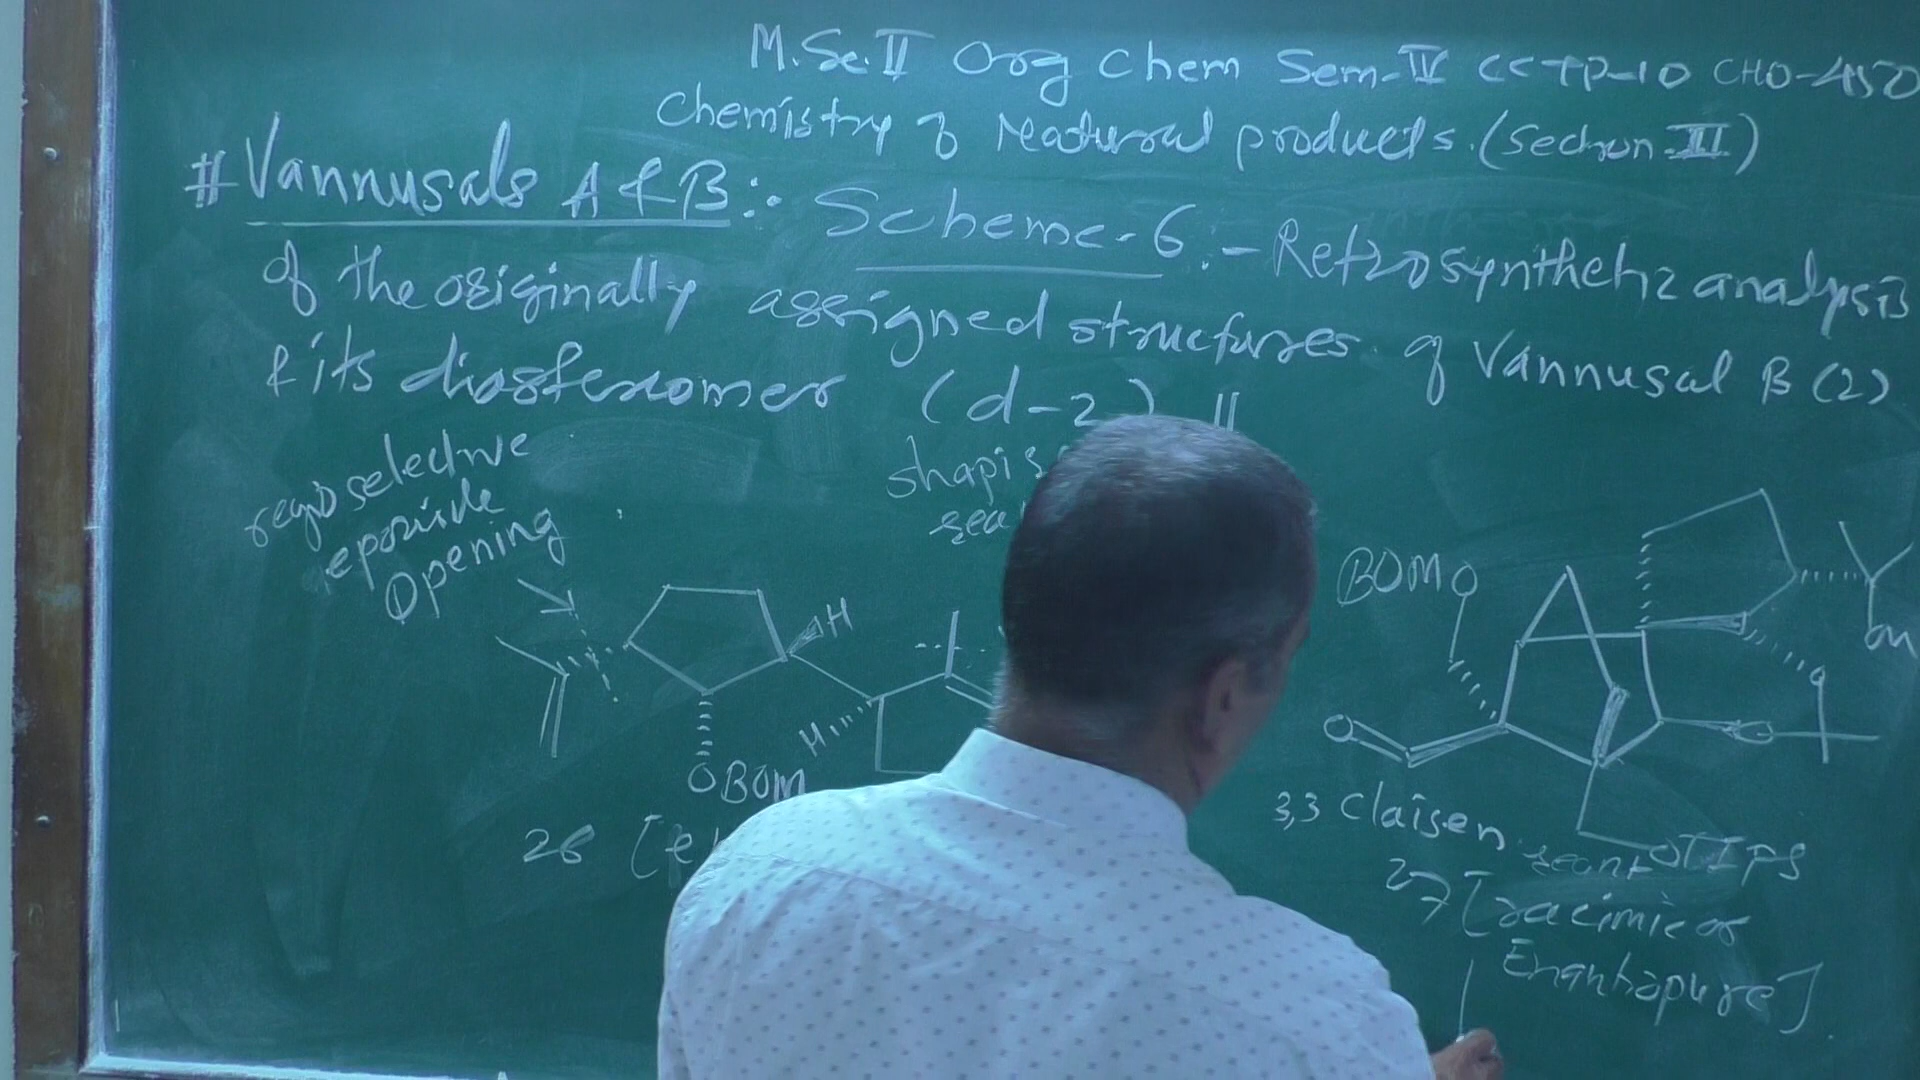 M.Sc.II Org Chem Sem-IV CCTP-10 CHO-450
Chemistry of Natural products. (Section-III)
# Vannusals A & B :- Scheme-6 :- Retrosynthetic analysis
of the originally assigned structures of Vannusal B (2)
& its diastereomer (d-2) ||
regioselective
epoxide
Opening
H
H
OBOM
26
BOMO
O
O
OTIPS
3,3 Claisen
27 [racimic or
Enantiopure]